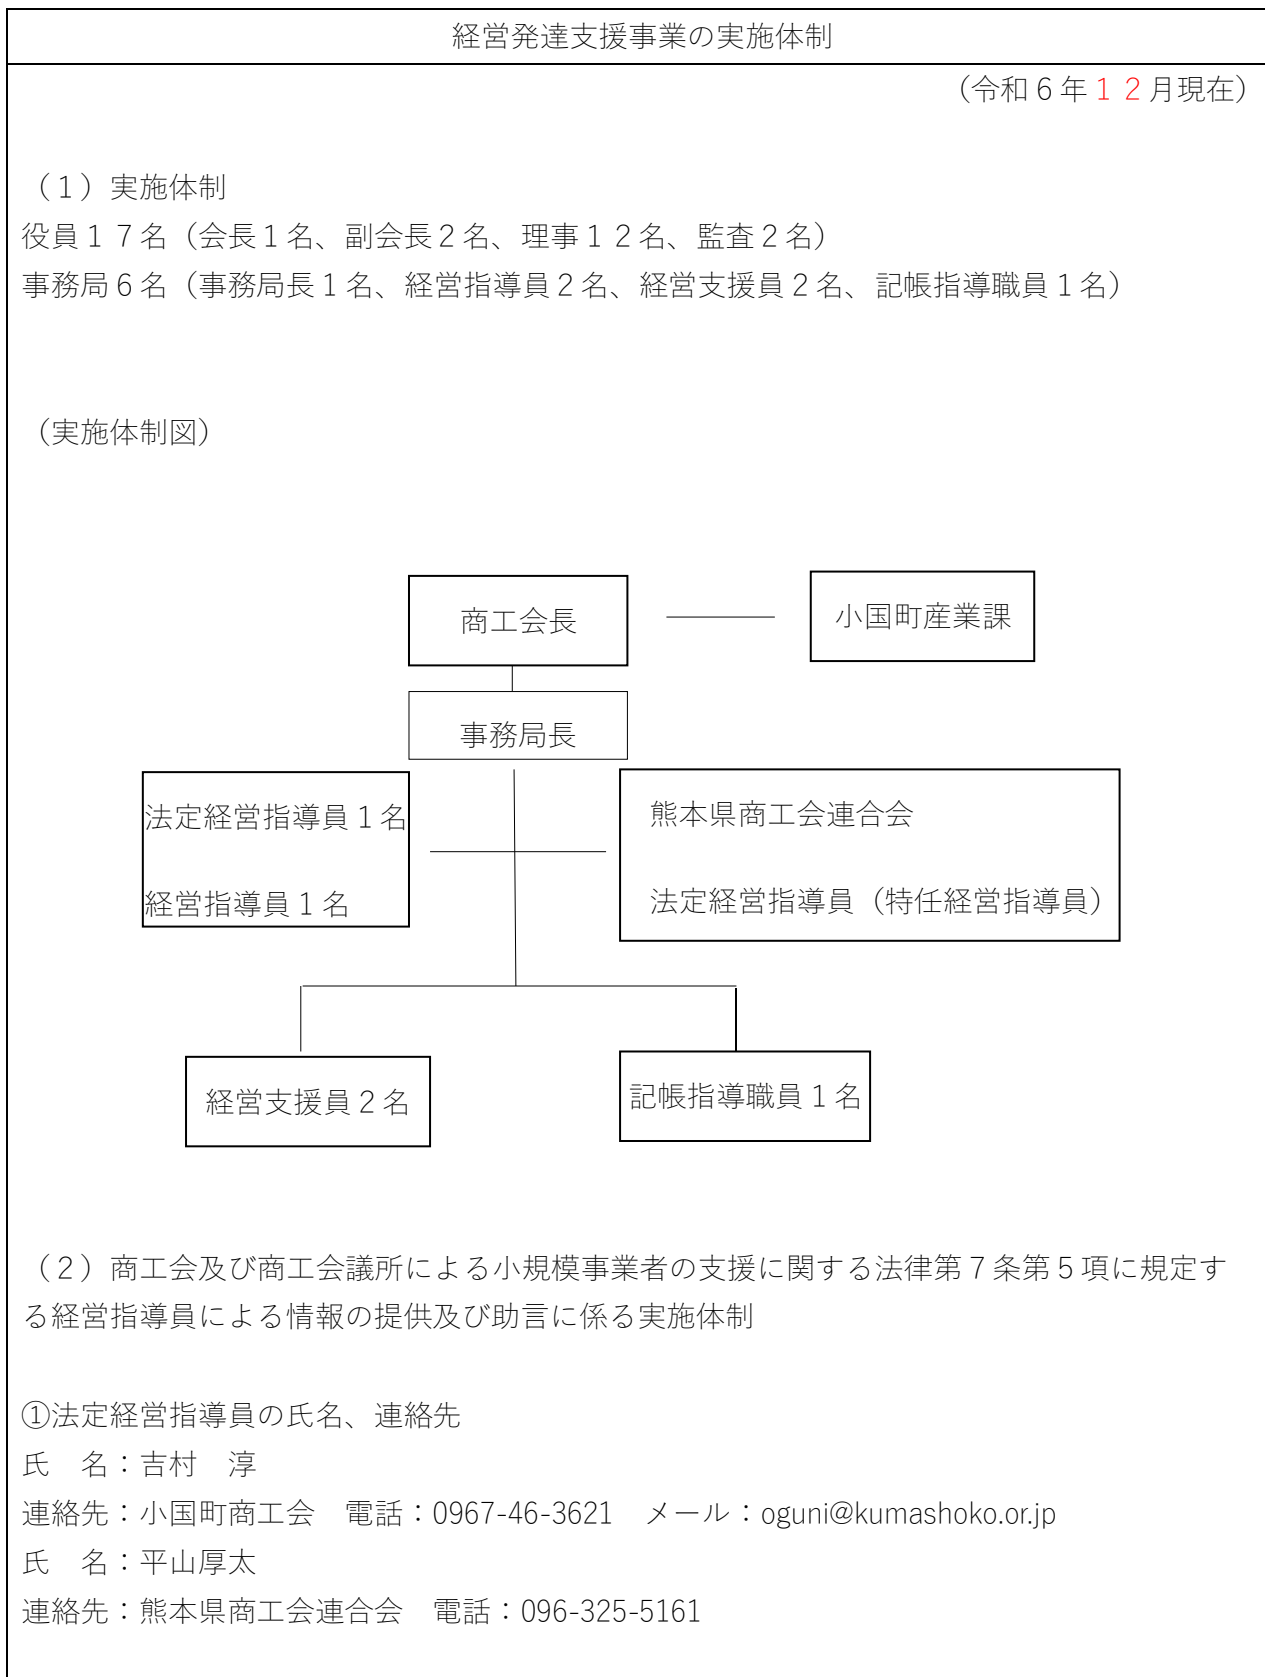 経営発達支援事業の実施体制
(令和６年１２月現在)
（１）実施体制
役員１７名（会長１名、副会長２名、理事１２名、監査２名）
事務局６名（事務局長１名、経営指導員２名、経営支援員２名、記帳指導職員１名）
（実施体制図）
商工会長
小国町産業課
事務局長
法定経営指導員１名
経営指導員１名
熊本県商工会連合会
法定経営指導員（特任経営指導員）
経営支援員２名
記帳指導職員１名
（２）商工会及び商工会議所による小規模事業者の支援に関する法律第７条第５項に規定す
る経営指導員による情報の提供及び助言に係る実施体制
①法定経営指導員の氏名、連絡先
氏　名：吉村　淳
連絡先：小国町商工会　電話：0967-46-3621　メール：oguni@kumashoko.or.jp
氏　名：平山厚太
連絡先：熊本県商工会連合会　電話：096-325-5161